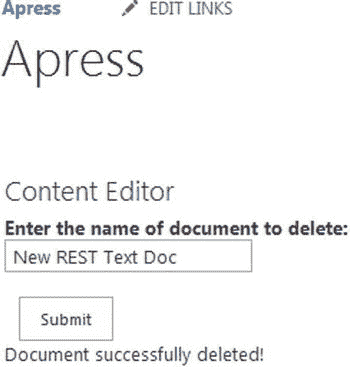 Apress EDIT LINKS
Apress
Content Editor
Enter the name of document to delete:
New REST Text Doc
Submit
Document successfully deleted!